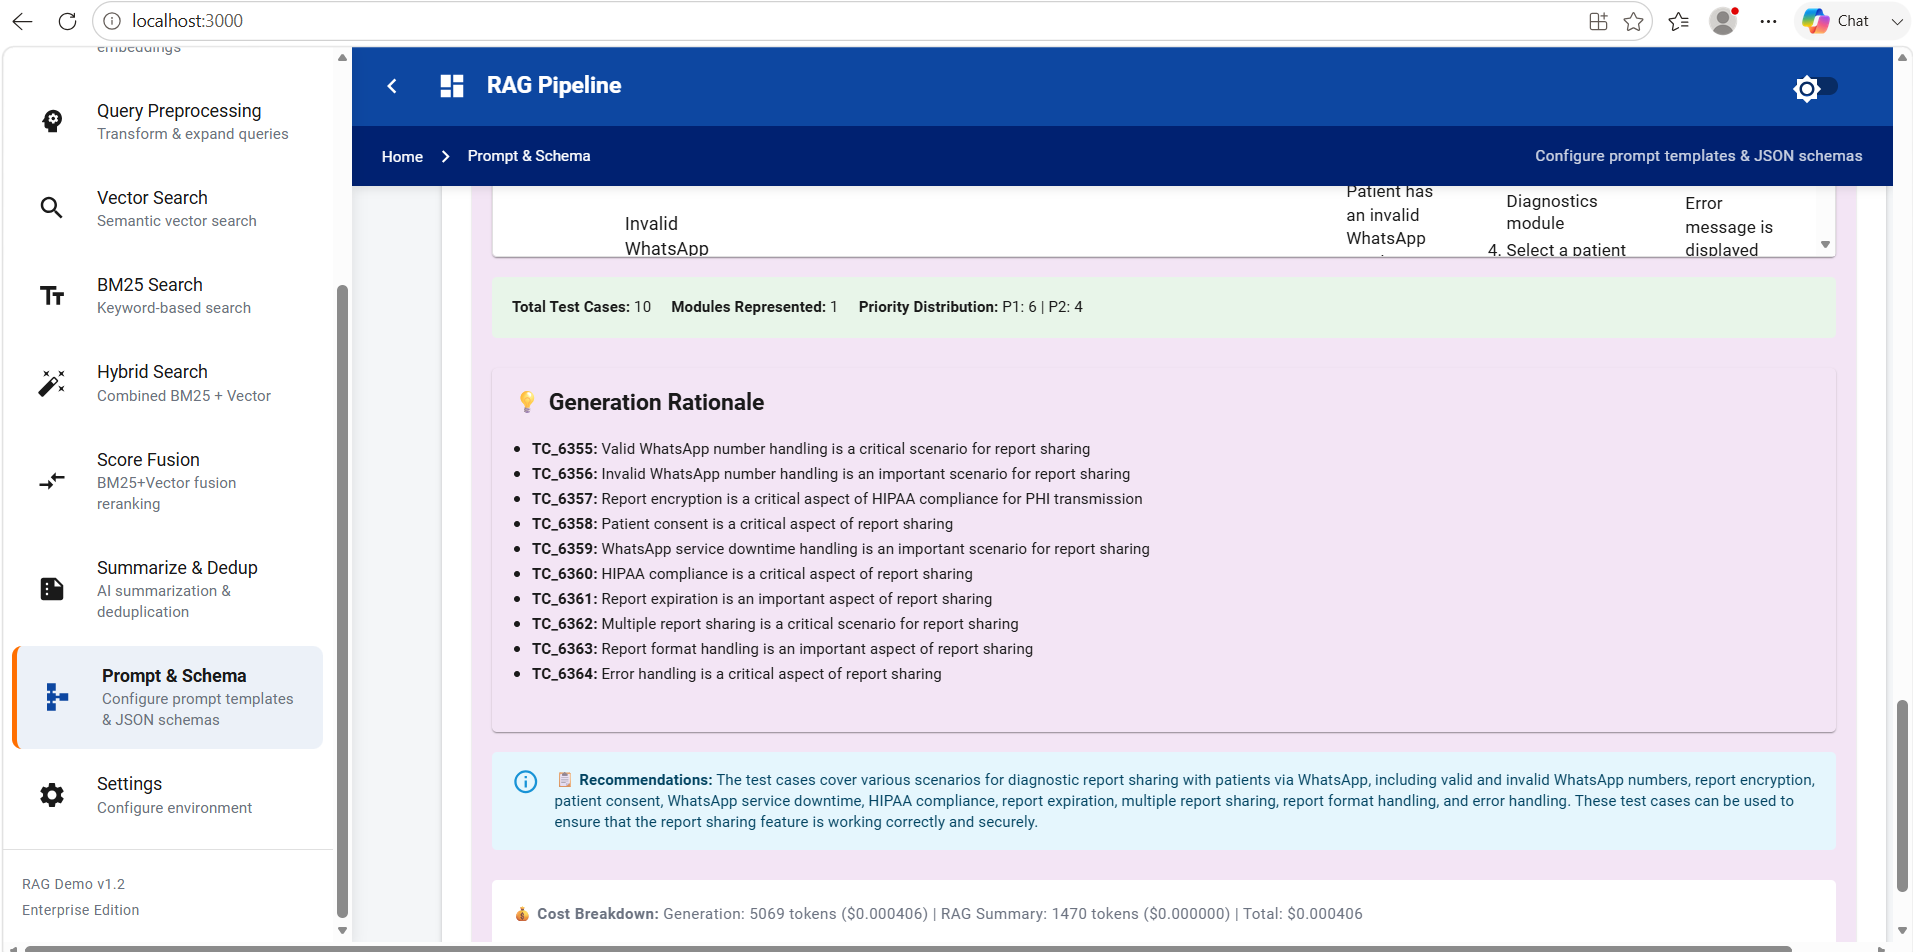 localhost:3000
Chat
embeddings
Query Preprocessing
Transform & expand queries
Vector Search
Semantic vector search
BM25 Search
Keyword-based search
Hybrid Search
Combined BM25 + Vector
Score Fusion
BM25+Vector fusion
reranking
Summarize & Dedup
AI summarization &
deduplication
Prompt & Schema
Configure prompt templates
& JSON schemas
Settings
Configure environment
RAG Demo v1.2
Enterprise Edition
RAG Pipeline
Home
Prompt & Schema
Configure prompt templates & JSON schemas
Invalid
WhatsApp
Patient has
an invalid
WhatsApp
Diagnostics
module
4. Select a patient
Error
message is
displayed
Total Test Cases: 10 Modules Represented: 1 Priority Distribution: P1: 6 | P2: 4
💡 Generation Rationale
• TC_6355: Valid WhatsApp number handling is a critical scenario for report sharing
• TC_6356: Invalid WhatsApp number handling is an important scenario for report sharing
• TC_6357: Report encryption is a critical aspect of HIPAA compliance for PHI transmission
• TC_6358: Patient consent is a critical aspect of report sharing
• TC_6359: WhatsApp service downtime handling is an important scenario for report sharing
• TC_6360: HIPAA compliance is a critical aspect of report sharing
• TC_6361: Report expiration is an important aspect of report sharing
• TC_6362: Multiple report sharing is a critical scenario for report sharing
• TC_6363: Report format handling is an important aspect of report sharing
• TC_6364: Error handling is a critical aspect of report sharing
📋 Recommendations: The test cases cover various scenarios for diagnostic report sharing with patients via WhatsApp, including valid and invalid WhatsApp numbers, report encryption,
patient consent, WhatsApp service downtime, HIPAA compliance, report expiration, multiple report sharing, report format handling, and error handling. These test cases can be used to
ensure that the report sharing feature is working correctly and securely.
💰 Cost Breakdown: Generation: 5069 tokens ($0.000406) | RAG Summary: 1470 tokens ($0.000000) | Total: $0.000406